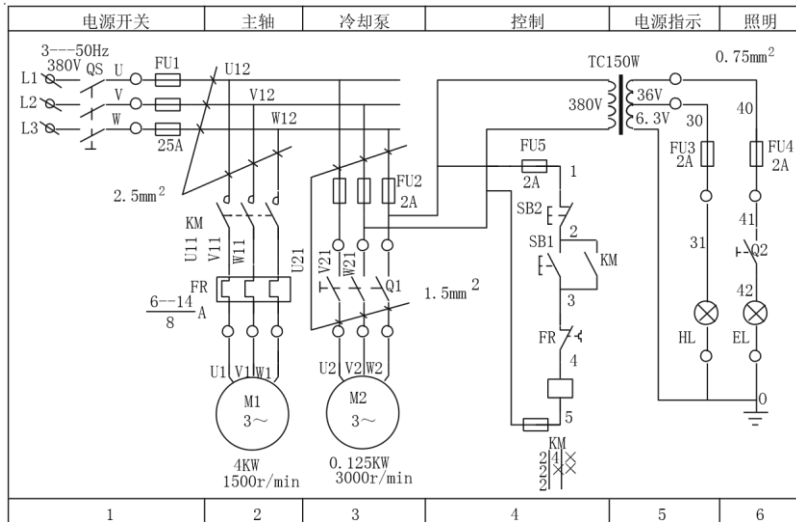 电源开关 主轴 冷却泵 控制 电源指示 照明
3---50Hz
380V
QS U FU1 U12
L1
L2 V V12
L3 W W12
25A
2.5mm²
KM
U11 V11 W11
FR
6--14
8 A
U1 V1 W1
M1
3～
4KW
1500r/min
FU2
2A
U21 V21 W21 Q1
1.5mm²
U2 V2 W2
M2
3～
0.125KW
3000r/min
TC150W
380V 36V
6.3V
FU5
2A
1
SB2
2
SB1
KM
3
FR
4
5
KM
2 4 ×
2 × ×
2
0.75mm²
30 40
FU3
2A
FU4
2A
31 41
Q2
42
HL EL
0
1 2 3 4 5 6